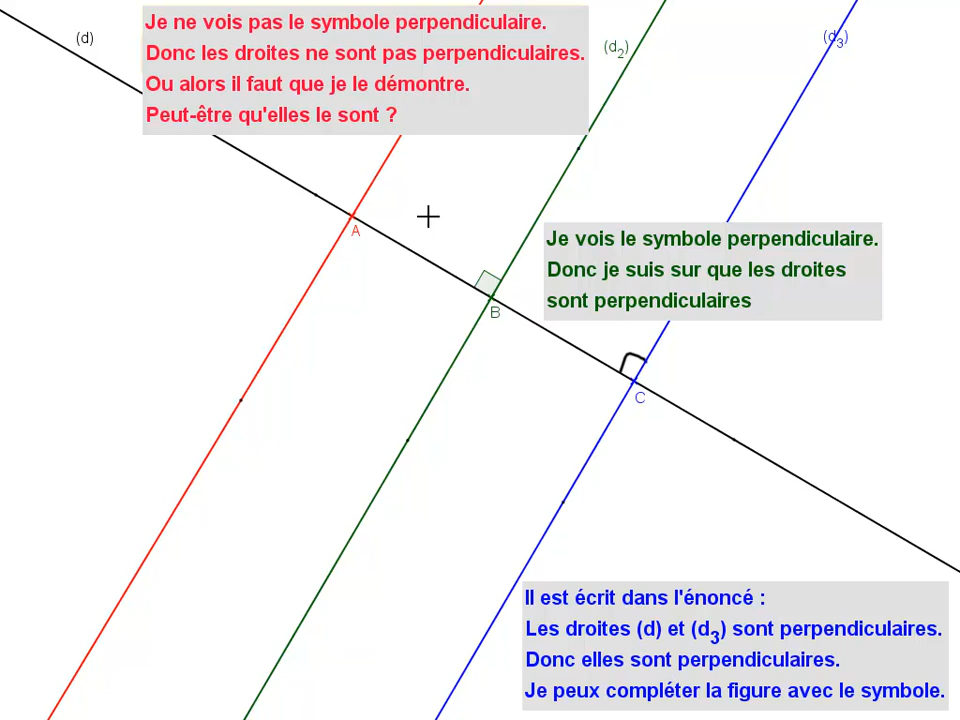 Je ne vois pas le symbole perpendiculaire.
Donc les droites ne sont pas perpendiculaires.
Ou alors il faut que je le démontre.
Peut-être qu'elles le sont ?
(d)
(d2)
(d3)
A
Je vois le symbole perpendiculaire.
Donc je suis sur que les droites
sont perpendiculaires
B
C
Il est écrit dans l'énoncé :
Les droites (d) et (d3) sont perpendiculaires.
Donc elles sont perpendiculaires.
Je peux compléter la figure avec le symbole.